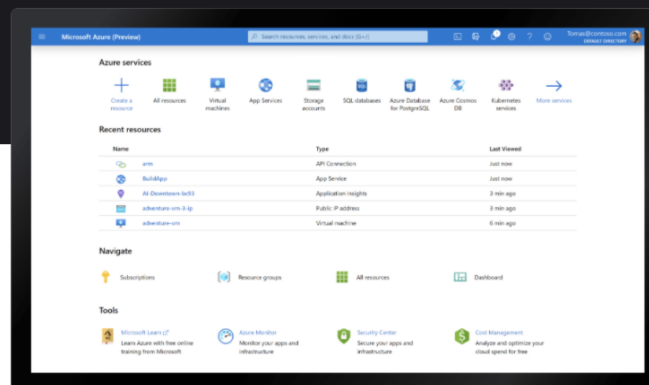 Microsoft Azure (Preview)
Search resources, services, and docs (G+/)
Tomas@contoso.com
DEFAULT DIRECTORY
Azure services
Create a resource
All resources
Virtual machines
App Services
Storage accounts
SQL databases
Azure Database for PostgreSQL
Azure Cosmos DB
Kubernetes services
More services
Recent resources
Name Type Last Viewed
arm API Connection Just now
BuildApp App Service Just now
AI-Downtown-bc93 Application Insights 3 min ago
adventure-vm-3-ip Public IP address 3 min ago
adventure-vm Virtual machine 6 min ago
Navigate
Subscriptions Resource groups All resources Dashboard
Tools
Microsoft Learn
Learn Azure with free online
training from Microsoft
Azure Monitor
Monitor your apps and
infrastructure
Security Center
Secure your apps and
infrastructure
Cost Management
Analyze and optimize your
cloud spend for free